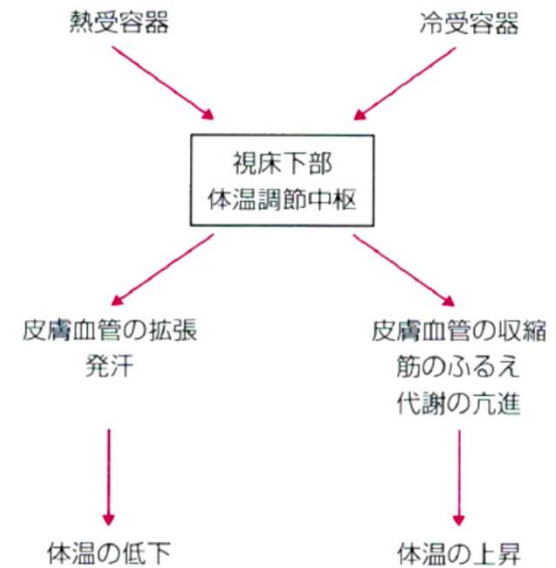 熱受容器
冷受容器
視床下部
体温調節中枢
皮膚血管の拡張
発汗
皮膚血管の収縮
筋のふるえ
代謝の亢進
体温の低下
体温の上昇